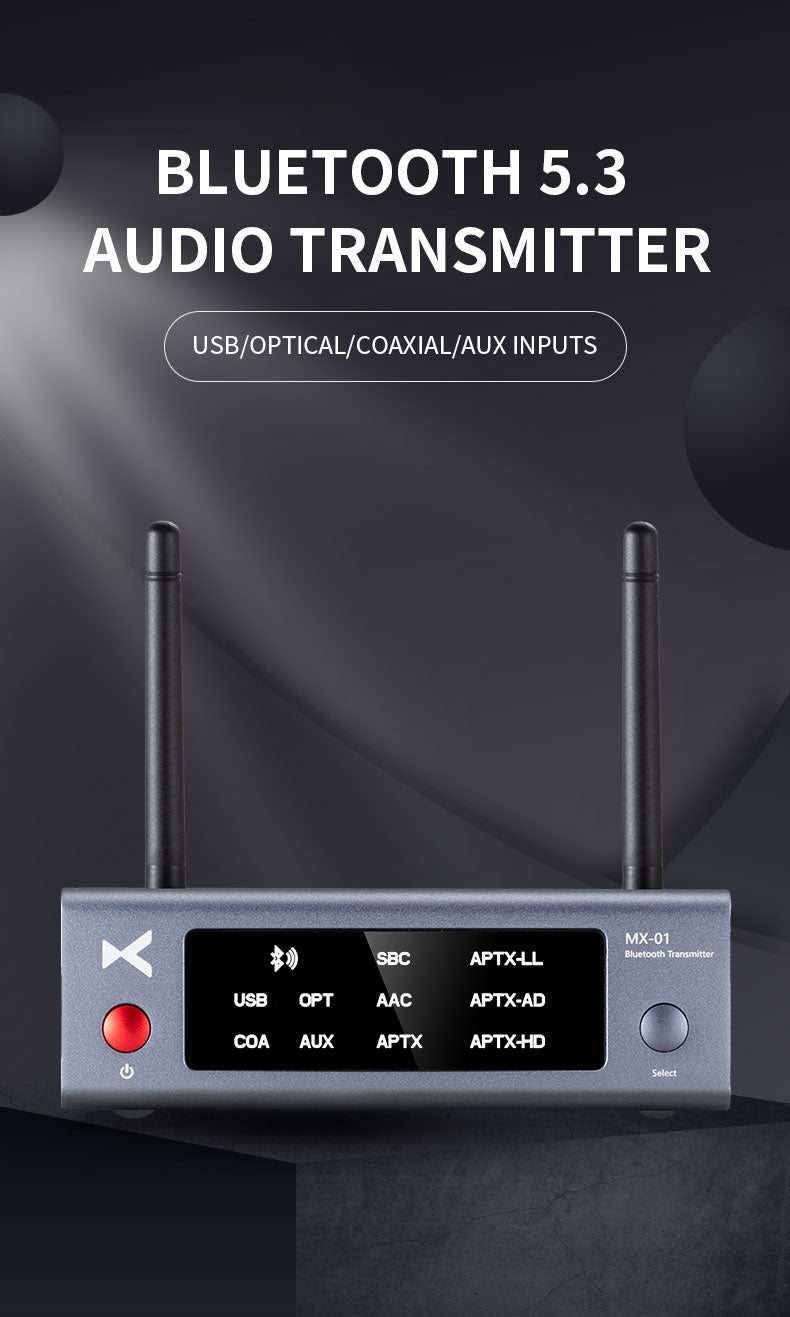 BLUETOOTH 5.3
AUDIO TRANSMITTER
USB/OPTICAL/COAXIAL/AUX INPUTS
MX-01
Bluetooth Transmitter
SBC APTX-LL
USB OPT AAC APTX-AD
COA AUX APTX APTX-HD
Select